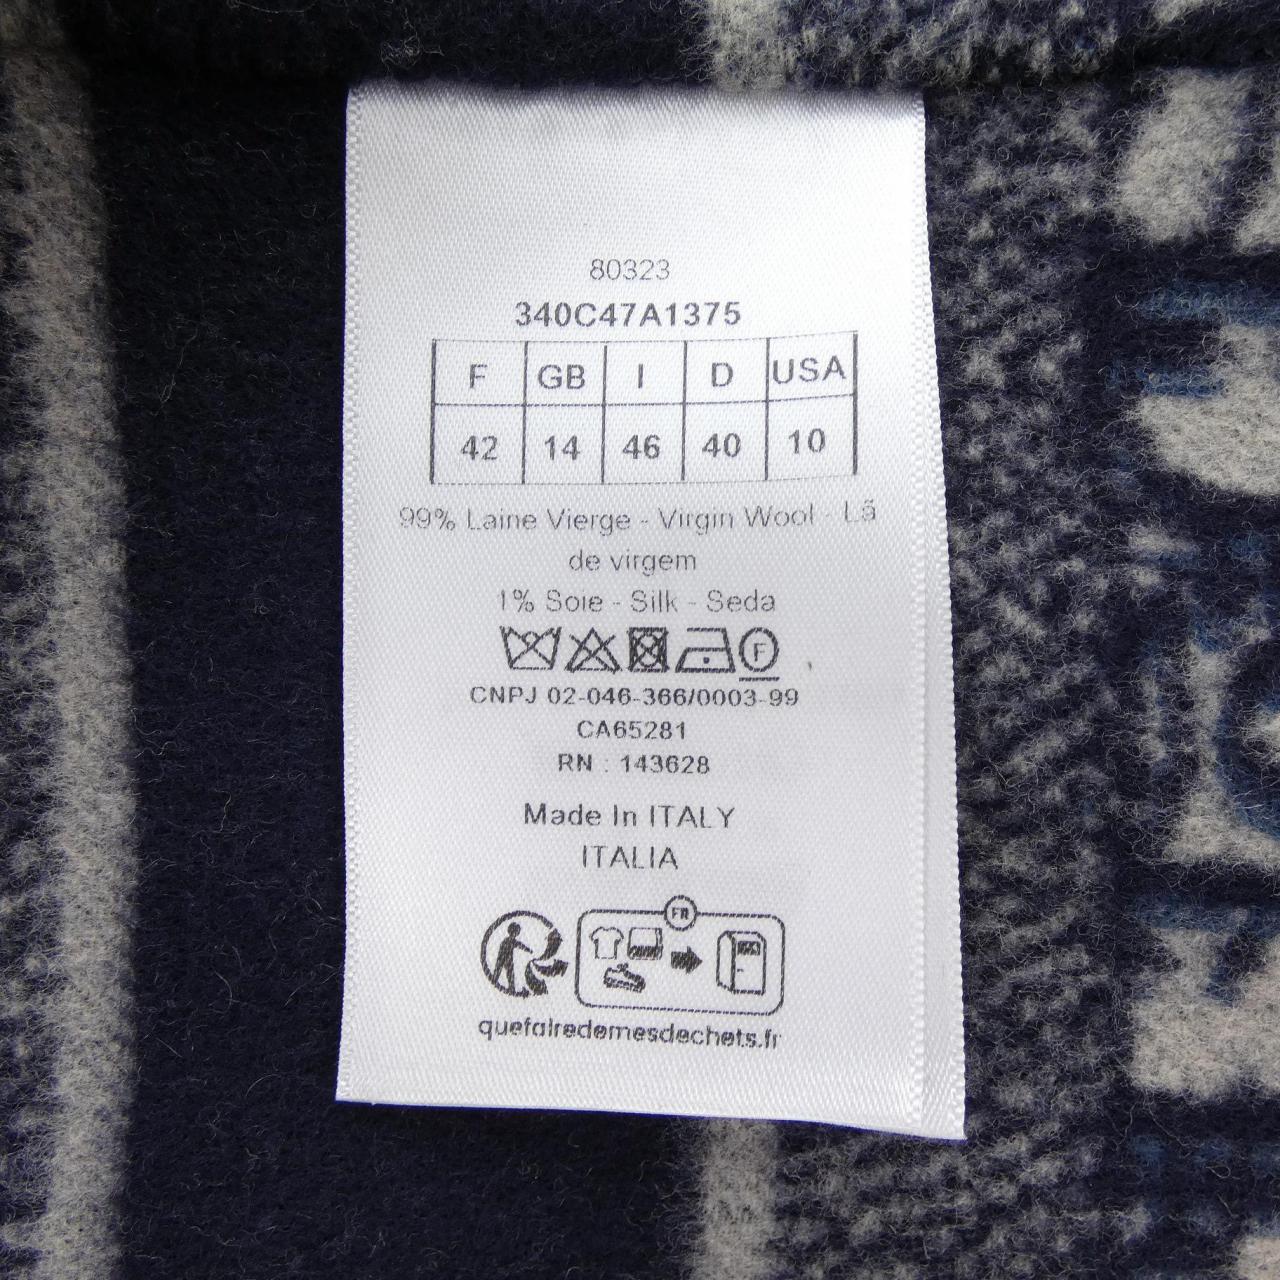 80323
340C47A1375
F GB I D USA
42 14 46 40 10
99% Laine Vierge - Virgin Wool - Lã
de virgem
1% Soie - Silk - Seda
F
CNPJ 02-046-366/0003-99
CA65281
RN : 143628
Made In ITALY
ITALIA
FR
quefairedemesdechets.fr